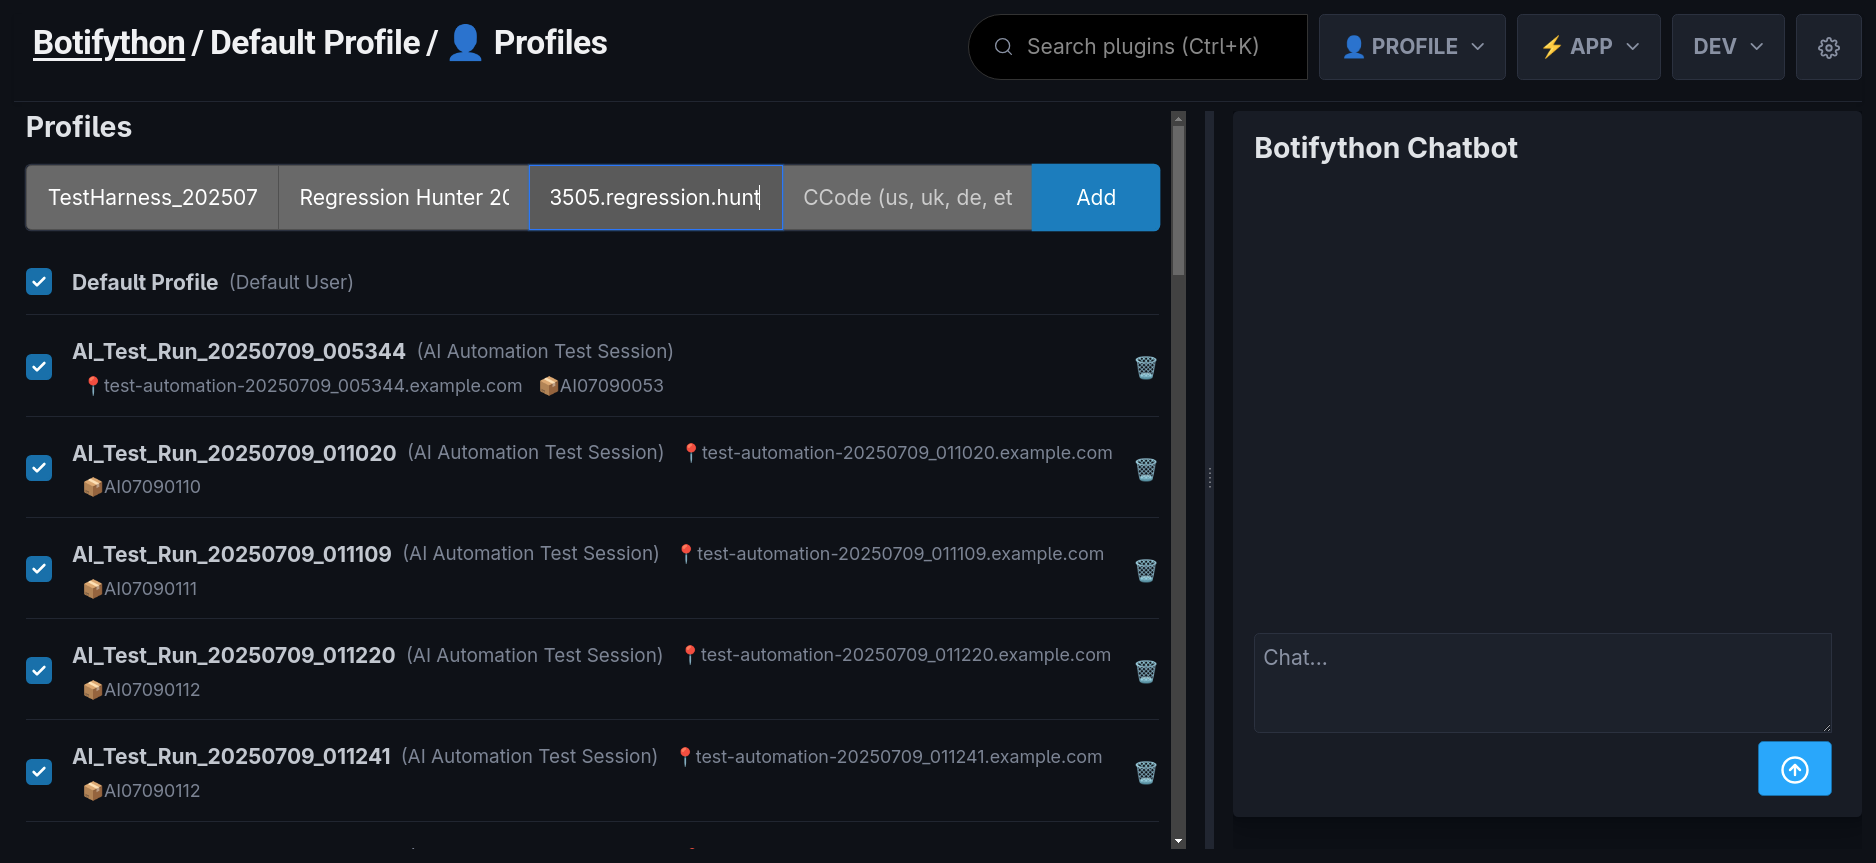 Botifython / Default Profile / 👤 Profiles
Search plugins (Ctrl+K)
👤 PROFILE
⚡ APP
DEV
Profiles
TestHarness_202507
Regression Hunter 20
3505.regression.hunt
CCode (us, uk, de, et
Add
Default Profile (Default User)
AI_Test_Run_20250709_005344 (AI Automation Test Session)
📍test-automation-20250709_005344.example.com 📦AI07090053
AI_Test_Run_20250709_011020 (AI Automation Test Session) 📍test-automation-20250709_011020.example.com
📦AI07090110
AI_Test_Run_20250709_011109 (AI Automation Test Session) 📍test-automation-20250709_011109.example.com
📦AI07090111
AI_Test_Run_20250709_011220 (AI Automation Test Session) 📍test-automation-20250709_011220.example.com
📦AI07090112
AI_Test_Run_20250709_011241 (AI Automation Test Session) 📍test-automation-20250709_011241.example.com
📦AI07090112
Botifython Chatbot
Chat...